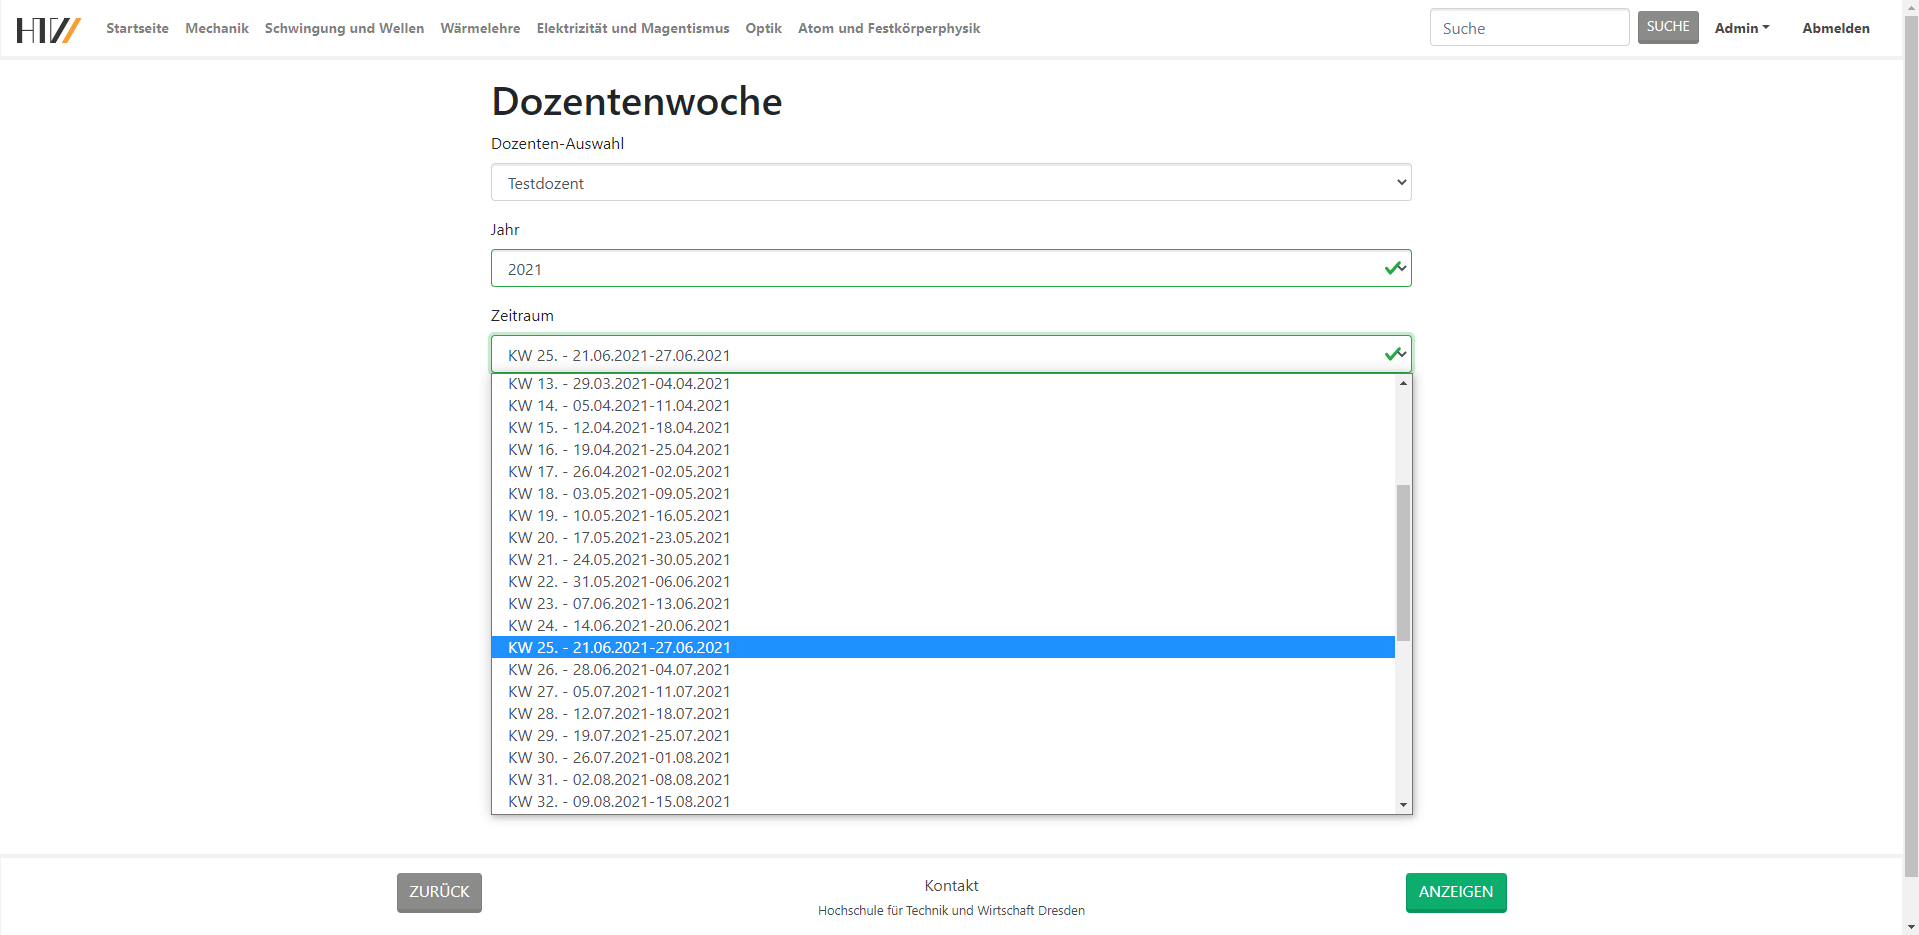 HTW Startseite Mechanik Schwingung und Wellen Wärmelehre Elektrizität und Magentismus Optik Atom und Festkörperphysik Suche SUCHE Admin Abmelden
Dozentenwoche
Dozenten-Auswahl
Testdozent
Jahr
2021
Zeitraum
KW 25. - 21.06.2021-27.06.2021
KW 13. - 29.03.2021-04.04.2021
KW 14. - 05.04.2021-11.04.2021
KW 15. - 12.04.2021-18.04.2021
KW 16. - 19.04.2021-25.04.2021
KW 17. - 26.04.2021-02.05.2021
KW 18. - 03.05.2021-09.05.2021
KW 19. - 10.05.2021-16.05.2021
KW 20. - 17.05.2021-23.05.2021
KW 21. - 24.05.2021-30.05.2021
KW 22. - 31.05.2021-06.06.2021
KW 23. - 07.06.2021-13.06.2021
KW 24. - 14.06.2021-20.06.2021
KW 25. - 21.06.2021-27.06.2021
KW 26. - 28.06.2021-04.07.2021
KW 27. - 05.07.2021-11.07.2021
KW 28. - 12.07.2021-18.07.2021
KW 29. - 19.07.2021-25.07.2021
KW 30. - 26.07.2021-01.08.2021
KW 31. - 02.08.2021-08.08.2021
KW 32. - 09.08.2021-15.08.2021
ZURÜCK
Kontakt
Hochschule für Technik und Wirtschaft Dresden
ANZEIGEN